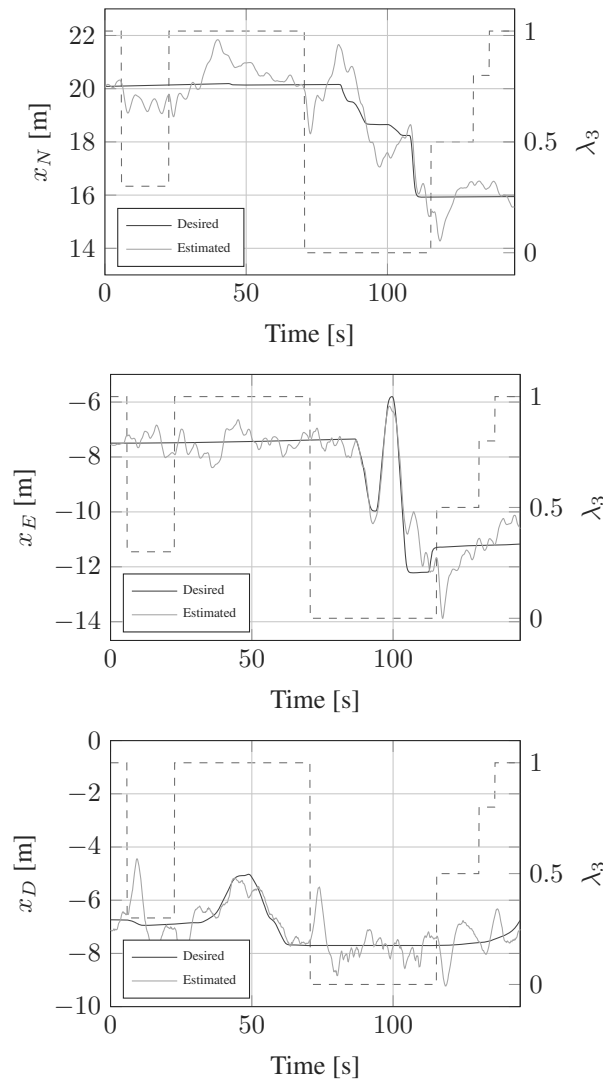 22
20
18
16
14
x_N [m]
1
0.5
0
λ_3
Desired
Estimated
0
50
100
Time [s]
−6
−8
−10
−12
−14
x_E [m]
1
0.5
0
λ_3
Desired
Estimated
0
50
100
Time [s]
0
−2
−4
−6
−8
−10
x_D [m]
1
0.5
0
λ_3
Desired
Estimated
0
50
100
Time [s]